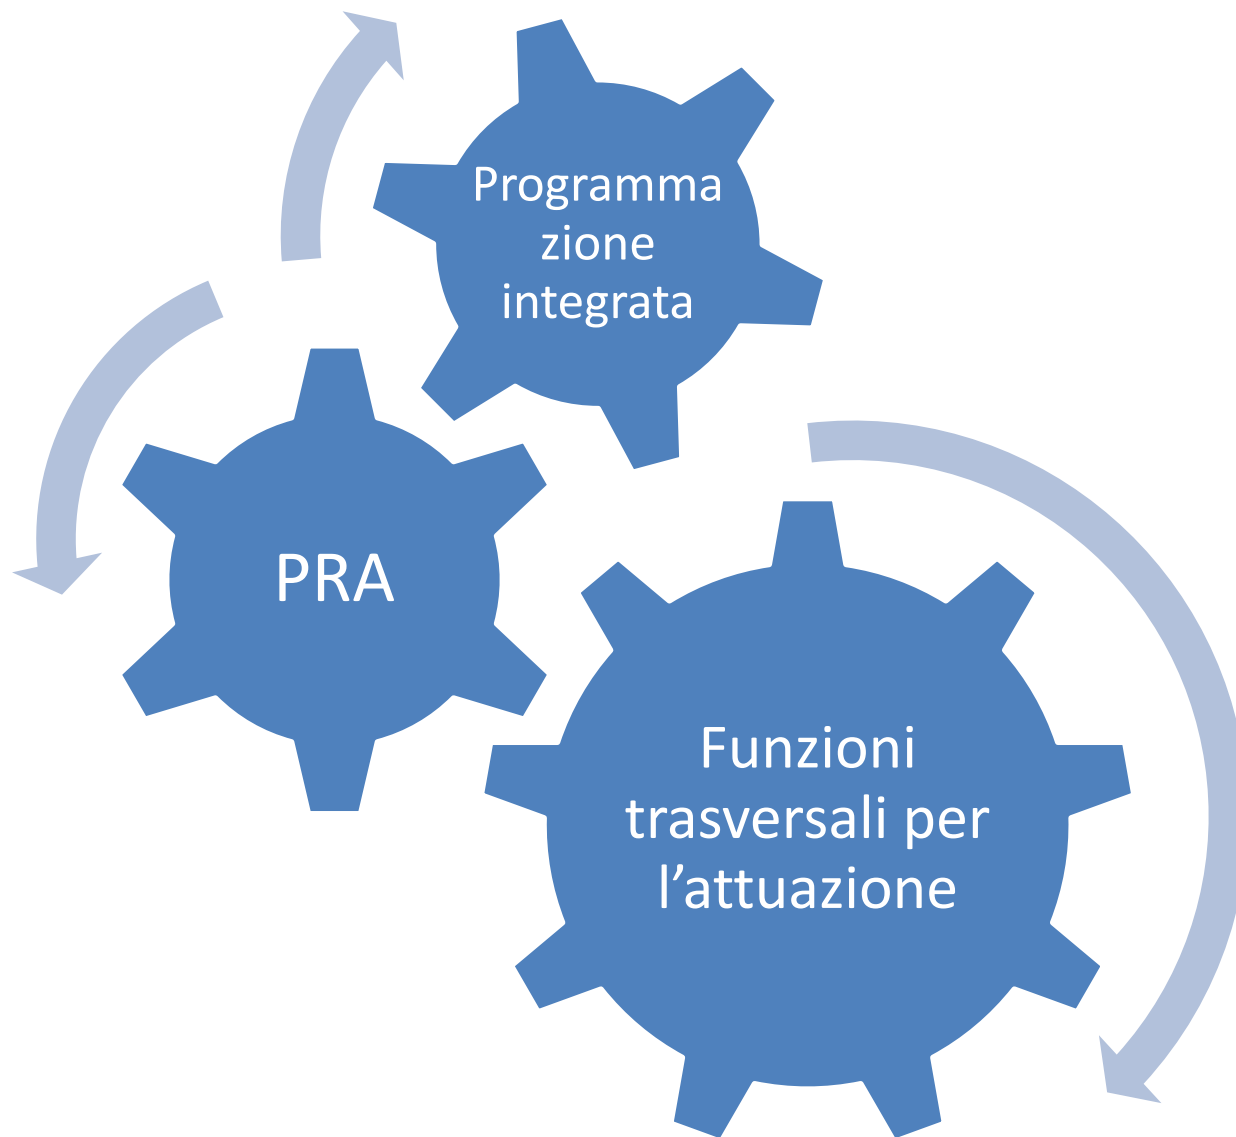 Programma
zione
integrata
PRA
Funzioni
trasversali per
l’attuazione